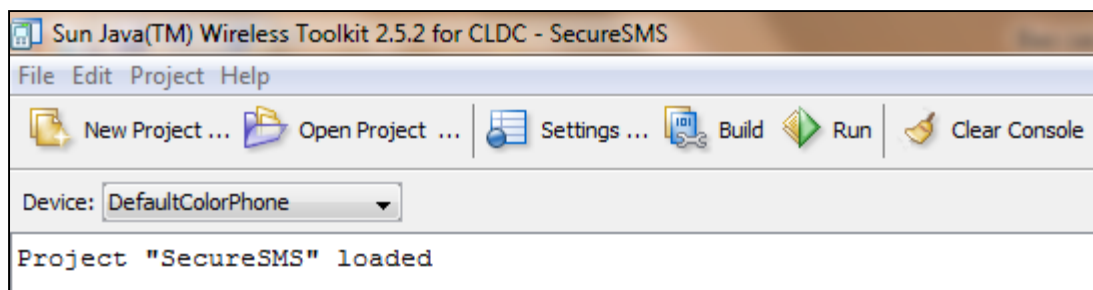 Sun Java(TM) Wireless Toolkit 2.5.2 for CLDC - SecureSMS
File Edit Project Help
New Project ... Open Project ... Settings ... Build Run Clear Console
Device: DefaultColorPhone
Project "SecureSMS" loaded